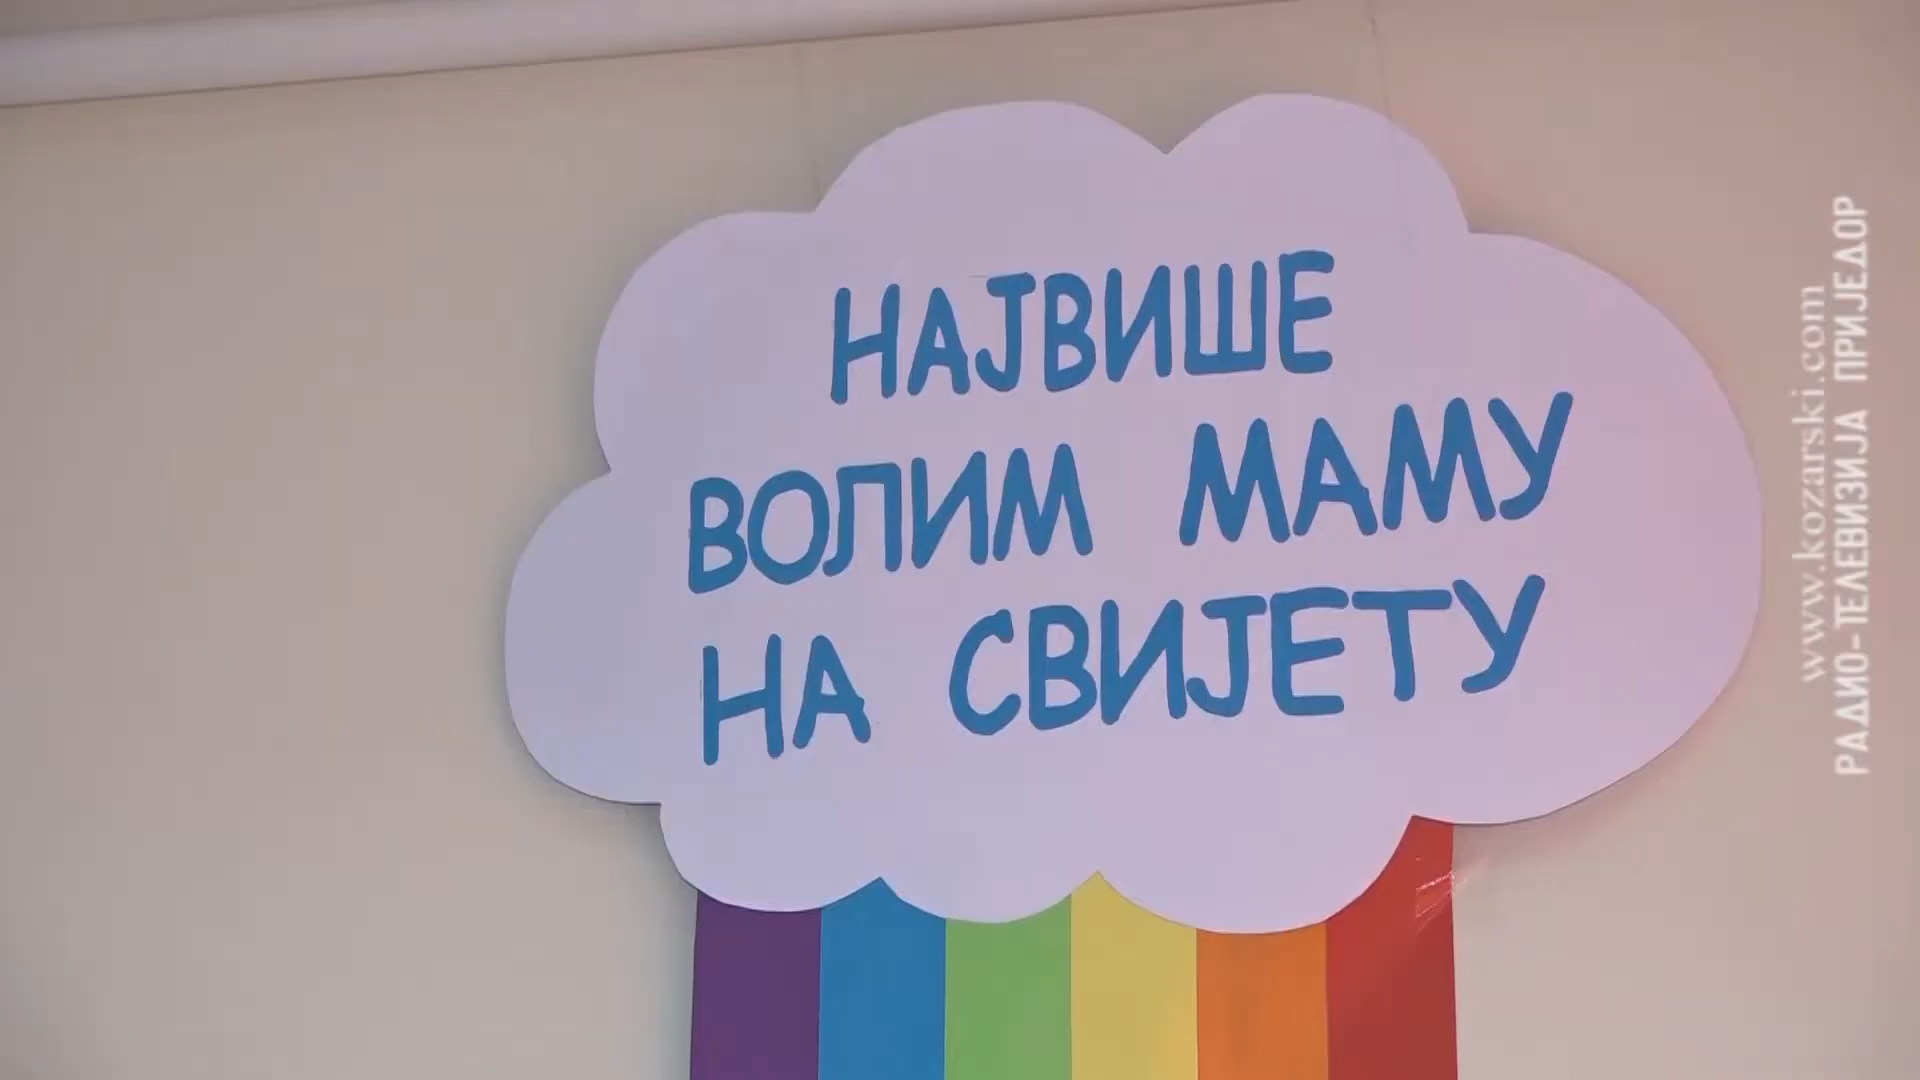 НАЈВИШЕ
ВОЛИМ МАМУ
НА СВИЈЕТУ
www.kozarski.com
РАДИО-ТЕЛЕВИЗИЈА ПРИЈЕДОР